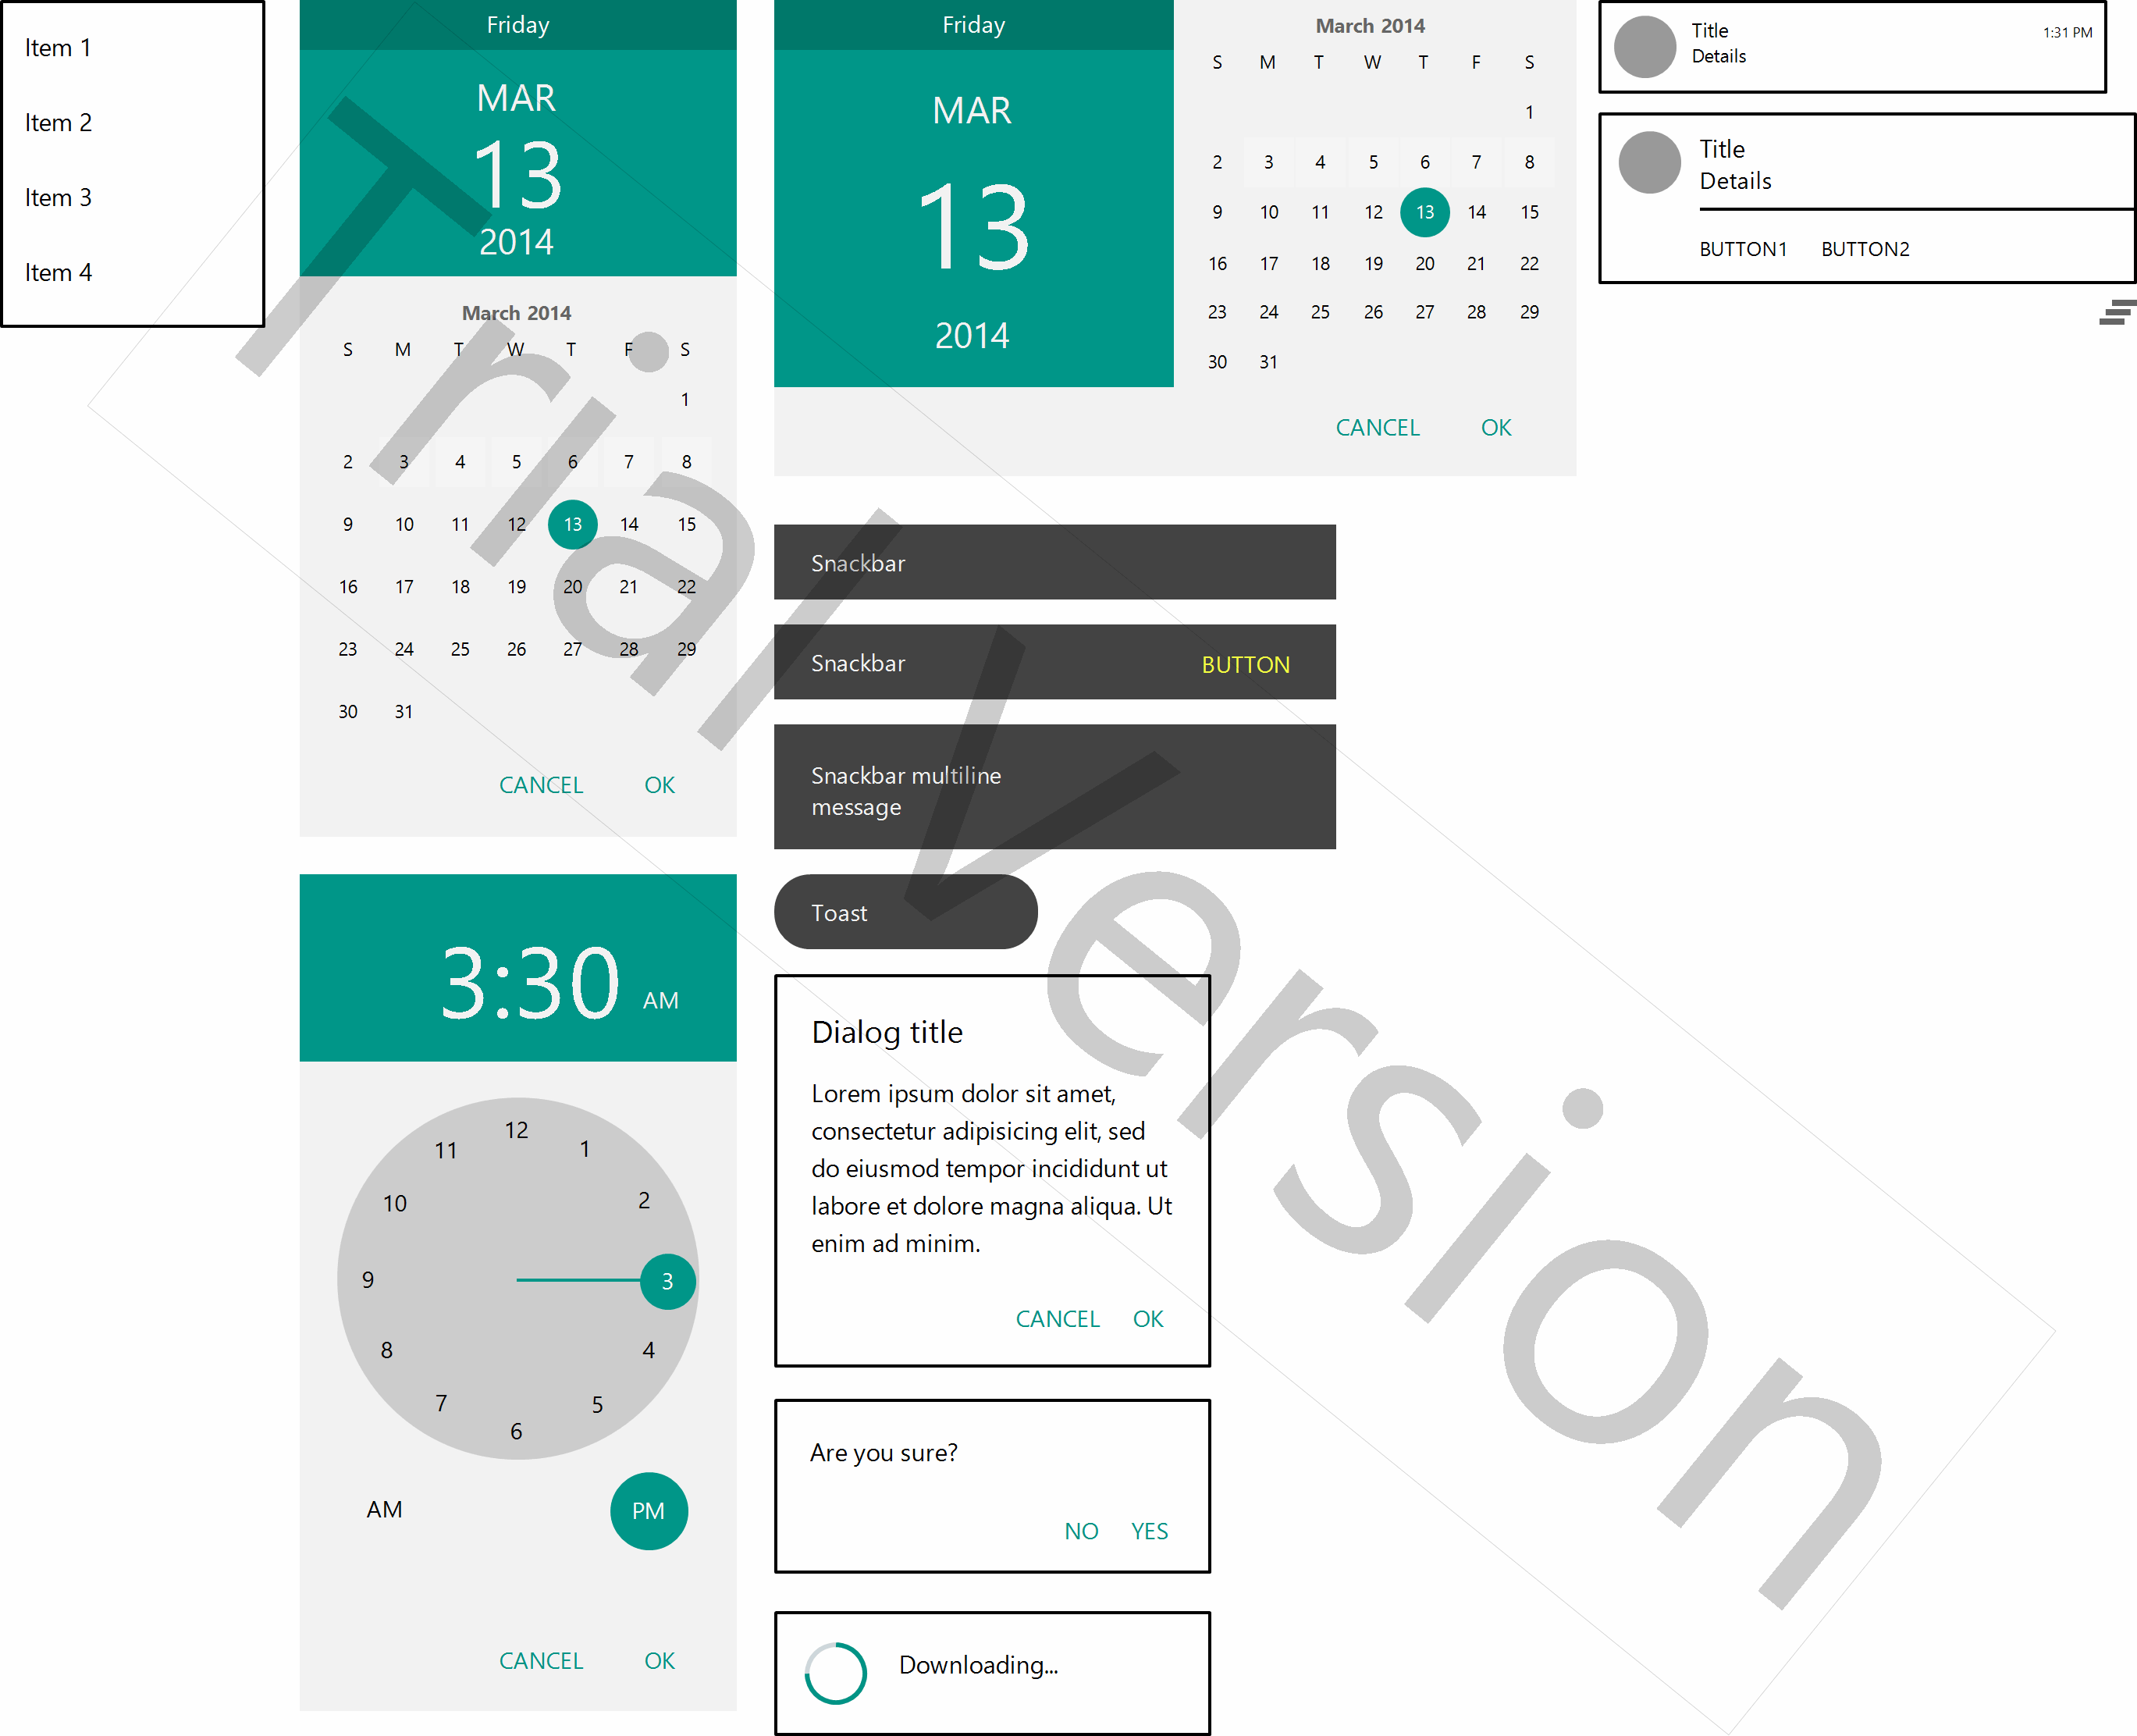 Item 1
Item 2
Item 3
Item 4
Friday
MAR
13
2014
March 2014
S M T W T F S
1
2 3 4 5 6 7 8
9 10 11 12 13 14 15
16 17 18 19 20 21 22
23 24 25 26 27 28 29
30 31
CANCEL OK
3:30 AM
12
11 1
10 2
9 3
8 4
7 5
6
AM PM
CANCEL OK
Friday
MAR
13
2014
March 2014
S M T W T F S
1
2 3 4 5 6 7 8
9 10 11 12 13 14 15
16 17 18 19 20 21 22
23 24 25 26 27 28 29
30 31
CANCEL OK
Snackbar
Snackbar BUTTON
Snackbar multiline
message
Toast
Dialog title
Lorem ipsum dolor sit amet,
consectetur adipisicing elit, sed
do eiusmod tempor incididunt ut
labore et dolore magna aliqua. Ut
enim ad minim.
CANCEL OK
Are you sure?
NO YES
Downloading...
Title 1:31 PM
Details
Title
Details
BUTTON1 BUTTON2
Trial Version